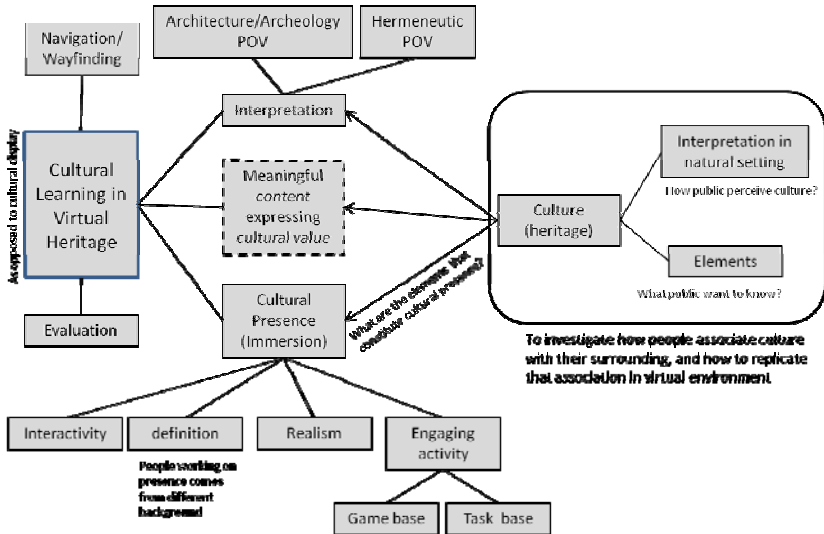 Architecture/Archeology
POV
Hermeneutic
POV
Navigation/
Wayfinding
Interpretation
As opposed to cultural display
Cultural
Learning in
Virtual
Heritage
Meaningful
content
expressing
cultural value
Culture
(heritage)
Interpretation in
natural setting
How public perceive culture?
Elements
What public want to know?
What are the elements that
constitute cultural presense?
Cultural
Presence
(Immersion)
Evaluation
To investigate how people associate culture
with their surrounding, and how to replicate
that association in virtual environment
Interactivity
definition
Realism
Engaging
activity
People working on
presence comes
from different
background
Game base
Task base